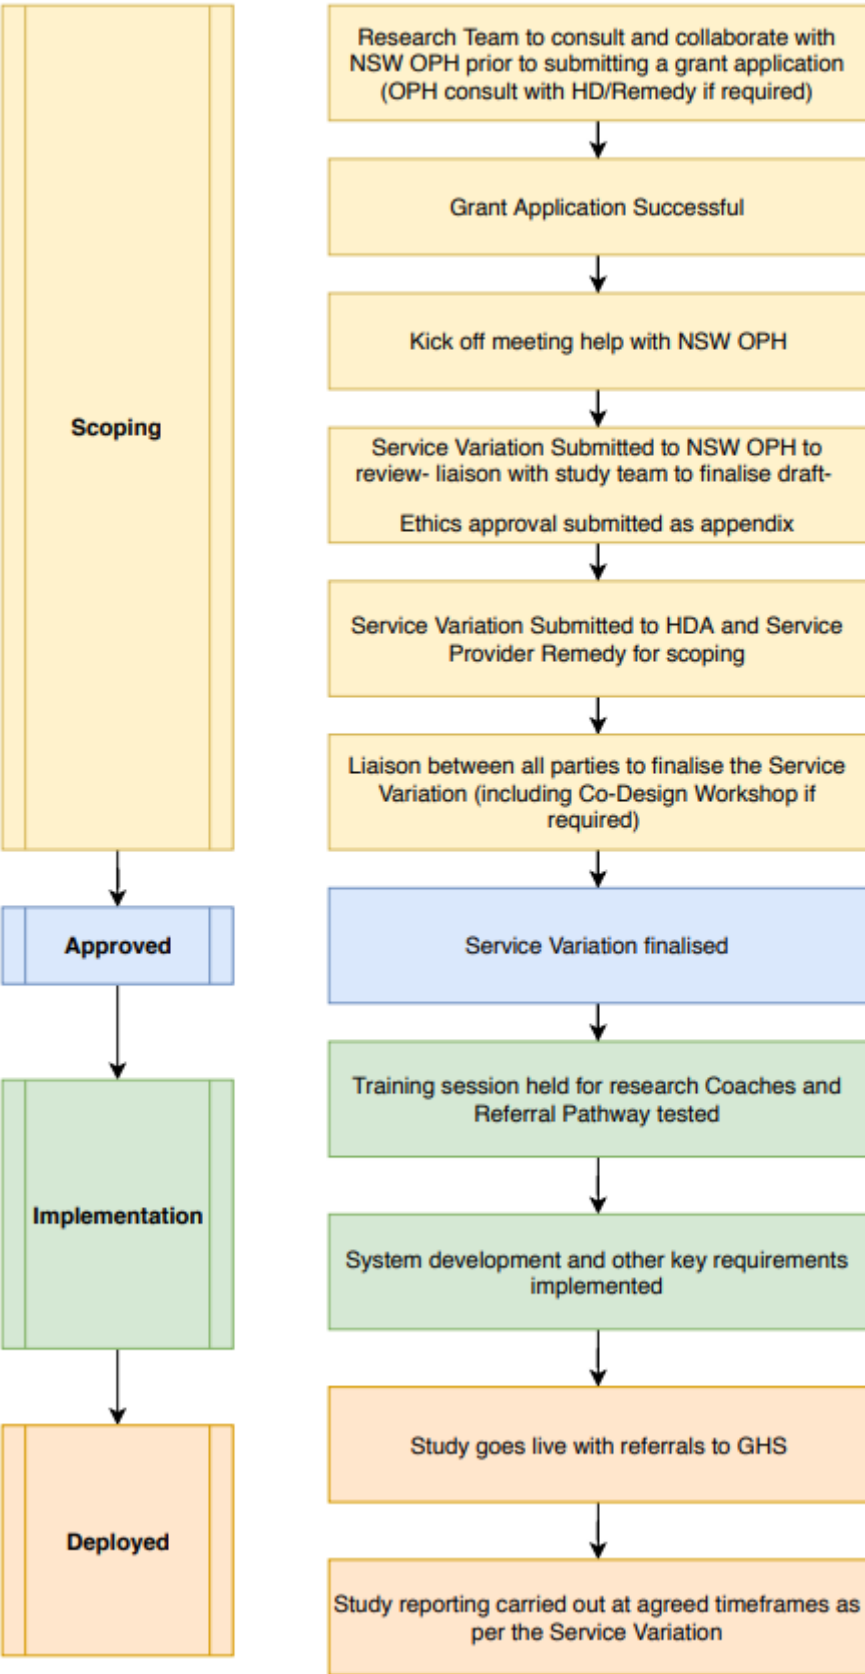 Research Team to consult and collaborate with
NSW OPH prior to submitting a grant application
(OPH consult with HD/Remedy if required)
Grant Application Successful
Kick off meeting help with NSW OPH
Scoping
Service Variation Submitted to NSW OPH to
review- liaison with study team to finalise draft-
Ethics approval submitted as appendix
Service Variation Submitted to HDA and Service
Provider Remedy for scoping
Liaison between all parties to finalise the Service
Variation (including Co-Design Workshop if
required)
Approved
Service Variation finalised
Training session held for research Coaches and
Referral Pathway tested
Implementation
System development and other key requirements
implemented
Study goes live with referrals to GHS
Deployed
Study reporting carried out at agreed timeframes as
per the Service Variation